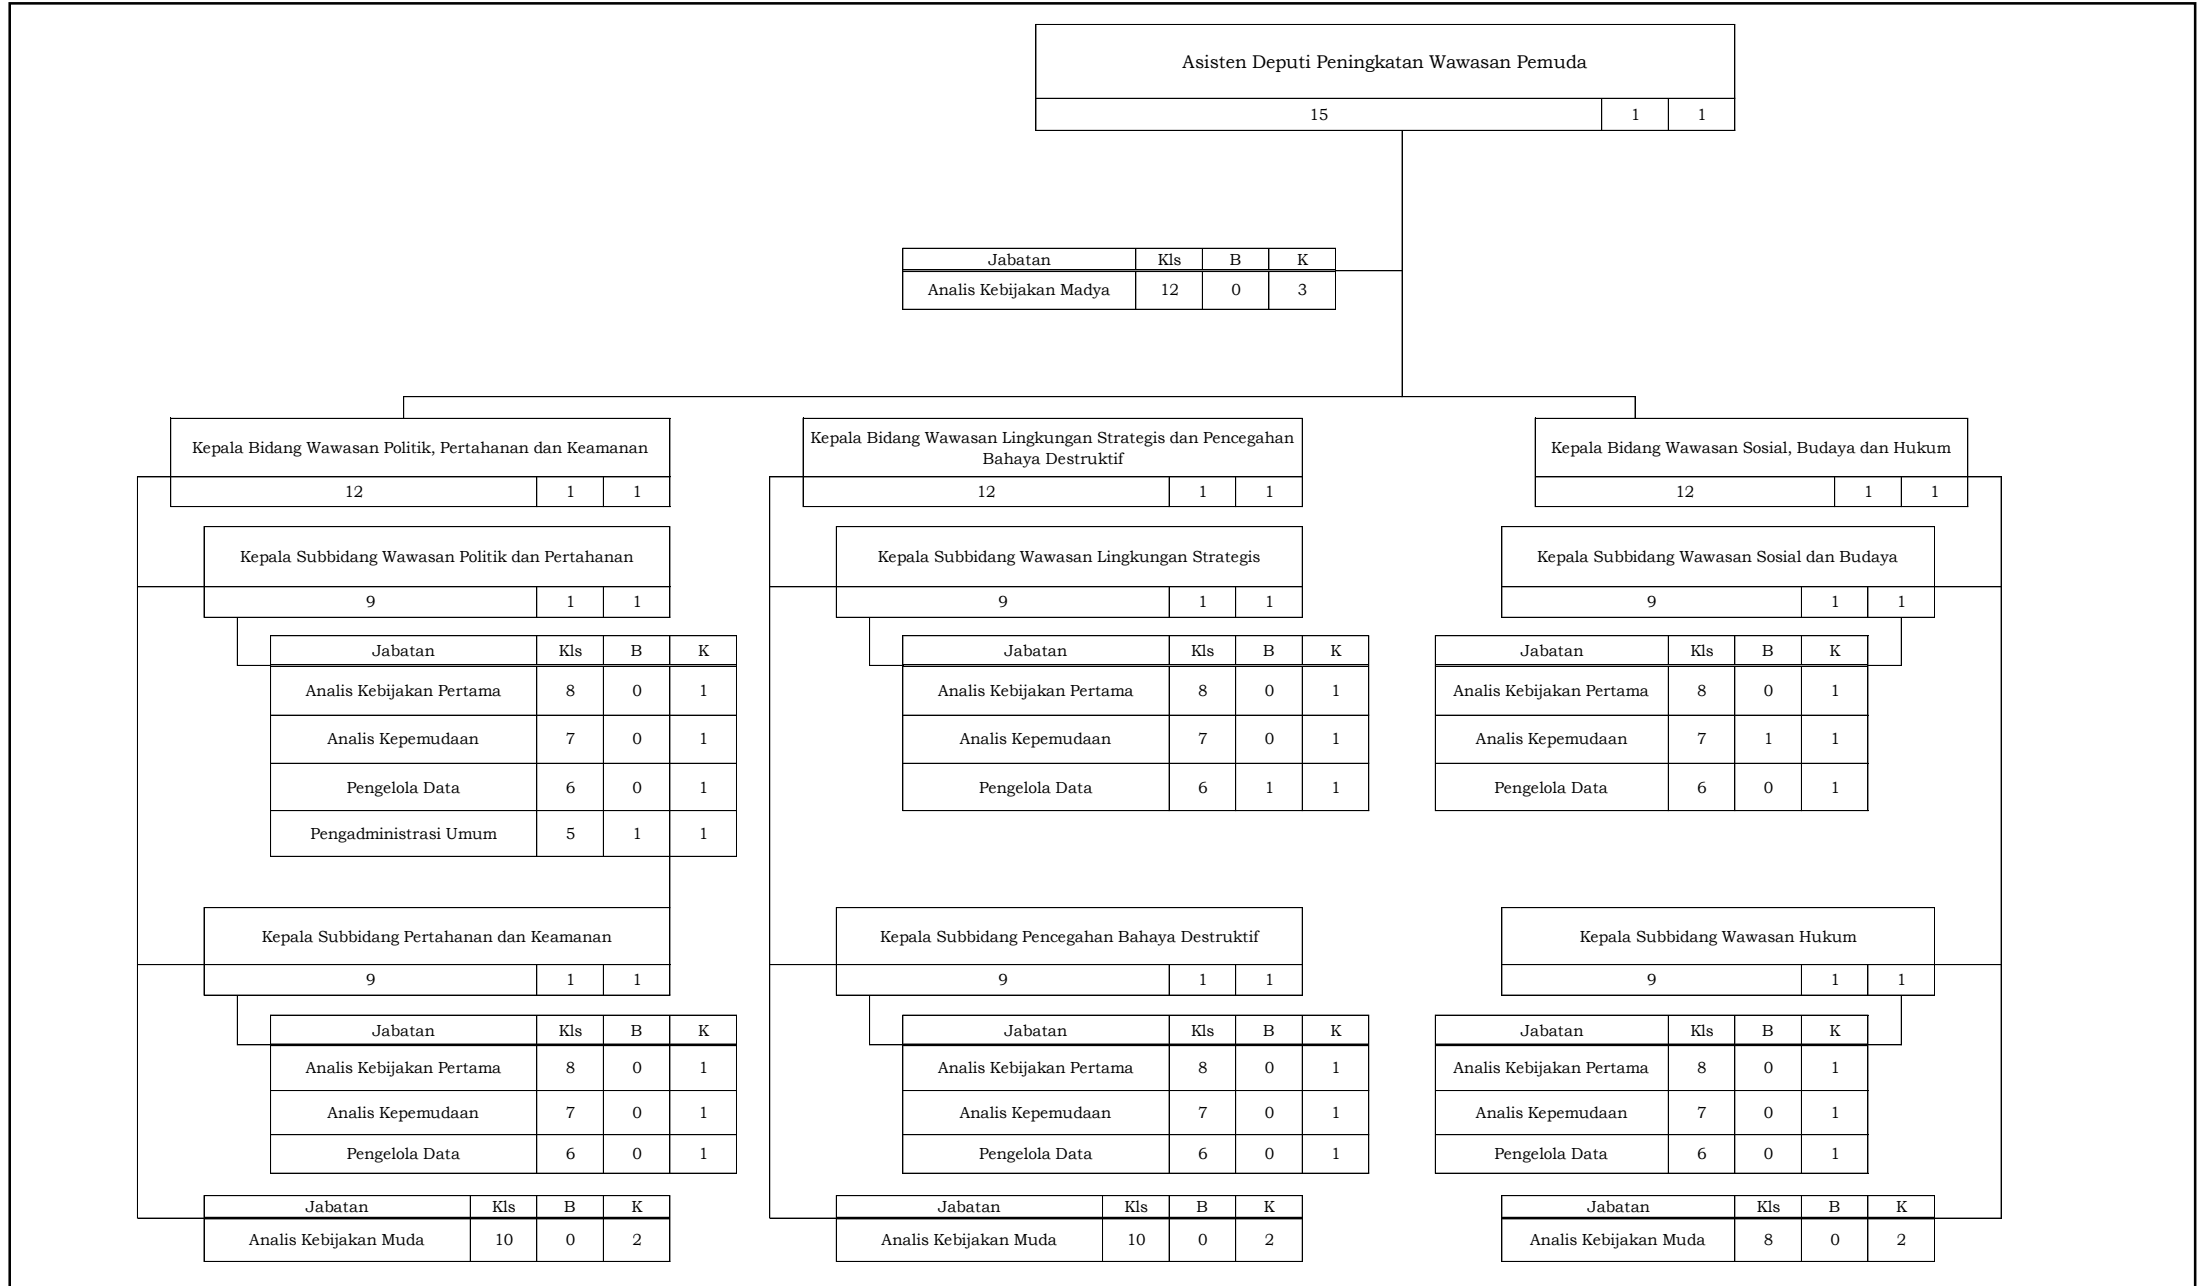 Asisten Deputi Peningkatan Wawasan Pemuda
15 1 1
Jabatan Kls B K
Analis Kebijakan Madya 12 0 3
Kepala Bidang Wawasan Politik, Pertahanan dan Keamanan
12 1 1
Kepala Subbidang Wawasan Politik dan Pertahanan
9 1 1
Jabatan Kls B K
Analis Kebijakan Pertama 8 0 1
Analis Kepemudaan 7 0 1
Pengelola Data 6 0 1
Pengadministrasi Umum 5 1 1
Kepala Subbidang Pertahanan dan Keamanan
9 1 1
Jabatan Kls B K
Analis Kebijakan Pertama 8 0 1
Analis Kepemudaan 7 0 1
Pengelola Data 6 0 1
Jabatan Kls B K
Analis Kebijakan Muda 10 0 2
Kepala Bidang Wawasan Lingkungan Strategis dan Pencegahan
Bahaya Destruktif
12 1 1
Kepala Subbidang Wawasan Lingkungan Strategis
9 1 1
Jabatan Kls B K
Analis Kebijakan Pertama 8 0 1
Analis Kepemudaan 7 0 1
Pengelola Data 6 1 1
Kepala Subbidang Pencegahan Bahaya Destruktif
9 1 1
Jabatan Kls B K
Analis Kebijakan Pertama 8 0 1
Analis Kepemudaan 7 0 1
Pengelola Data 6 0 1
Jabatan Kls B K
Analis Kebijakan Muda 10 0 2
Kepala Bidang Wawasan Sosial, Budaya dan Hukum
12 1 1
Kepala Subbidang Wawasan Sosial dan Budaya
9 1 1
Jabatan Kls B K
Analis Kebijakan Pertama 8 0 1
Analis Kepemudaan 7 1 1
Pengelola Data 6 0 1
Kepala Subbidang Wawasan Hukum
9 1 1
Jabatan Kls B K
Analis Kebijakan Pertama 8 0 1
Analis Kepemudaan 7 0 1
Pengelola Data 6 0 1
Jabatan Kls B K
Analis Kebijakan Muda 8 0 2